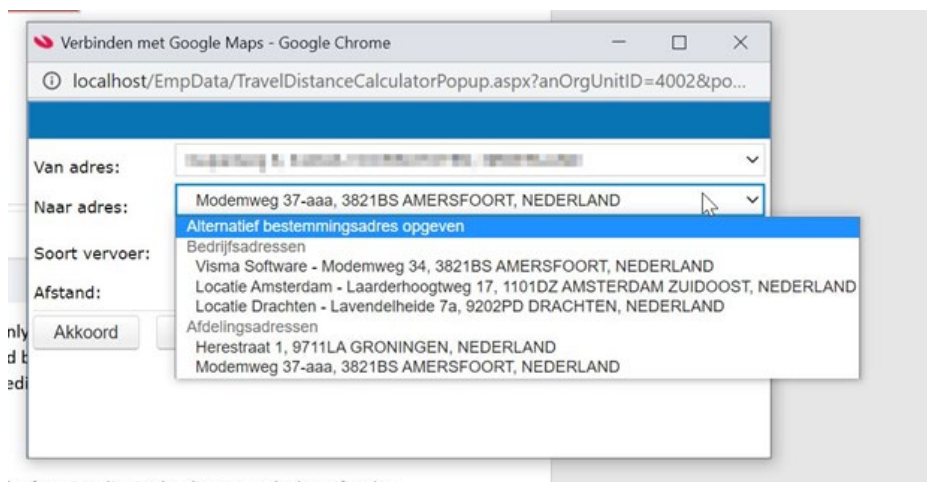 Verbinden met Google Maps - Google Chrome
localhost/EmpData/TravelDistanceCalculatorPopup.aspx?anOrgUnitID=4002&po...
Van adres:
Naar adres: Modemweg 37-aaa, 3821BS AMERSFOORT, NEDERLAND
Alternatief bestemmingsadres opgeven
Bedrijfsadressen
Soort vervoer:
Visma Software - Modemweg 34, 3821BS AMERSFOORT, NEDERLAND
Locatie Amsterdam - Laarderhoogtweg 17, 1101DZ AMSTERDAM ZUIDOOST, NEDERLAND
Afstand:
Locatie Drachten - Lavendelheide 7a, 9202PD DRACHTEN, NEDERLAND
Afdelingsadressen
Akkoord
Herestraat 1, 9711LA GRONINGEN, NEDERLAND
Modemweg 37-aaa, 3821BS AMERSFOORT, NEDERLAND